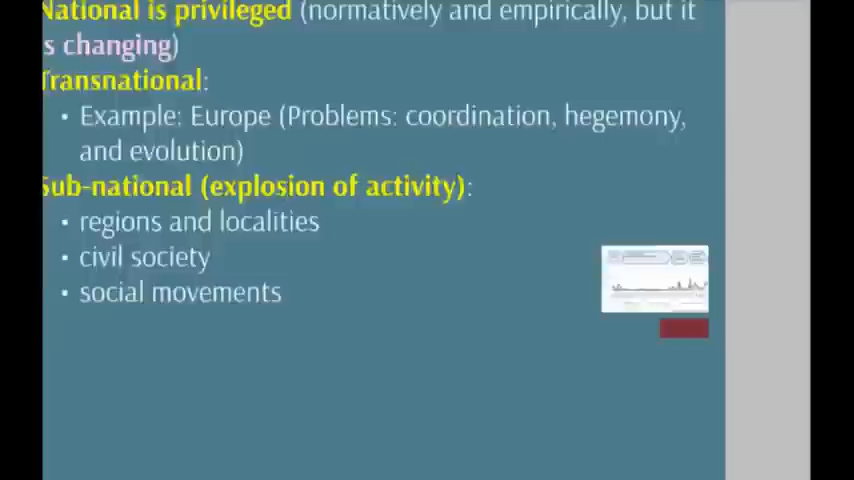 National is privileged (normatively and empirically, but it
s changing)
Transnational:
• Example: Europe (Problems: coordination, hegemony,
and evolution)
Sub-national (explosion of activity):
• regions and localities
• civil society
• social movements